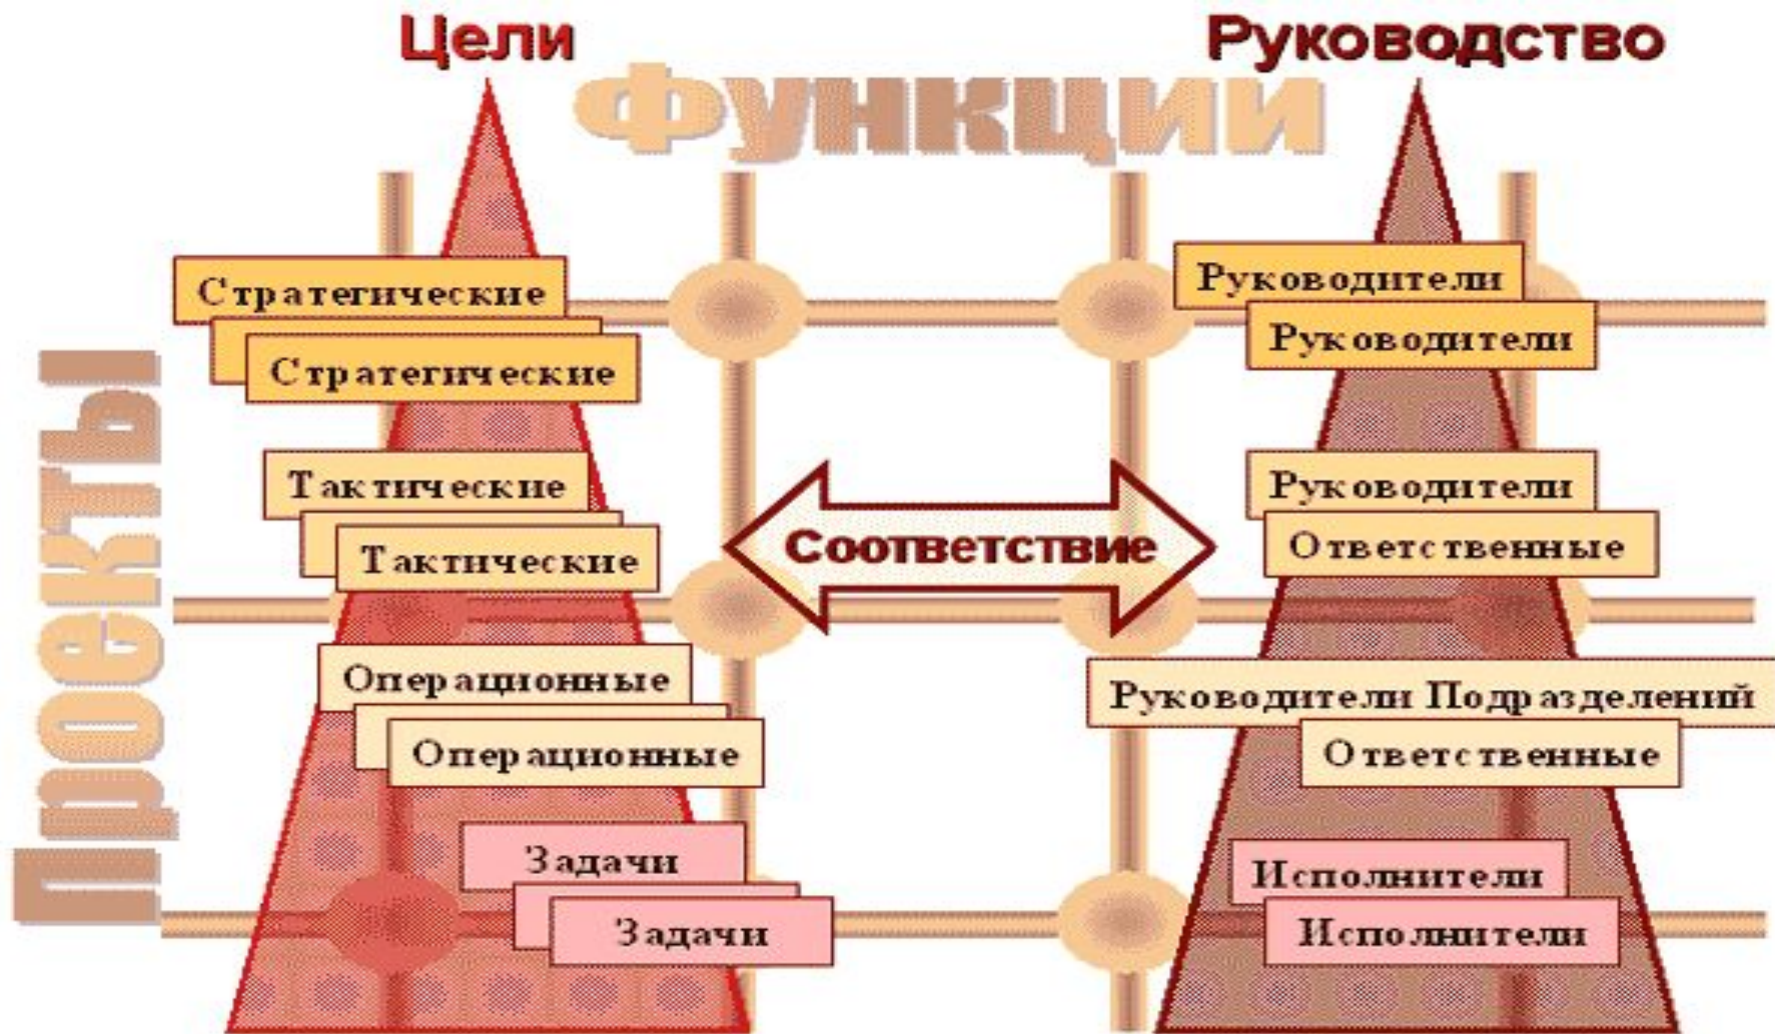 Цели
Руководство
Функции
Проекты
Стратегические
Стратегические
Тактические
Тактические
Операционные
Операционные
Задачи
Задачи
Соответствие
Руководители
Руководители
Руководители
Ответственные
Руководители Подразделений
Ответственные
Исполнители
Исполнители